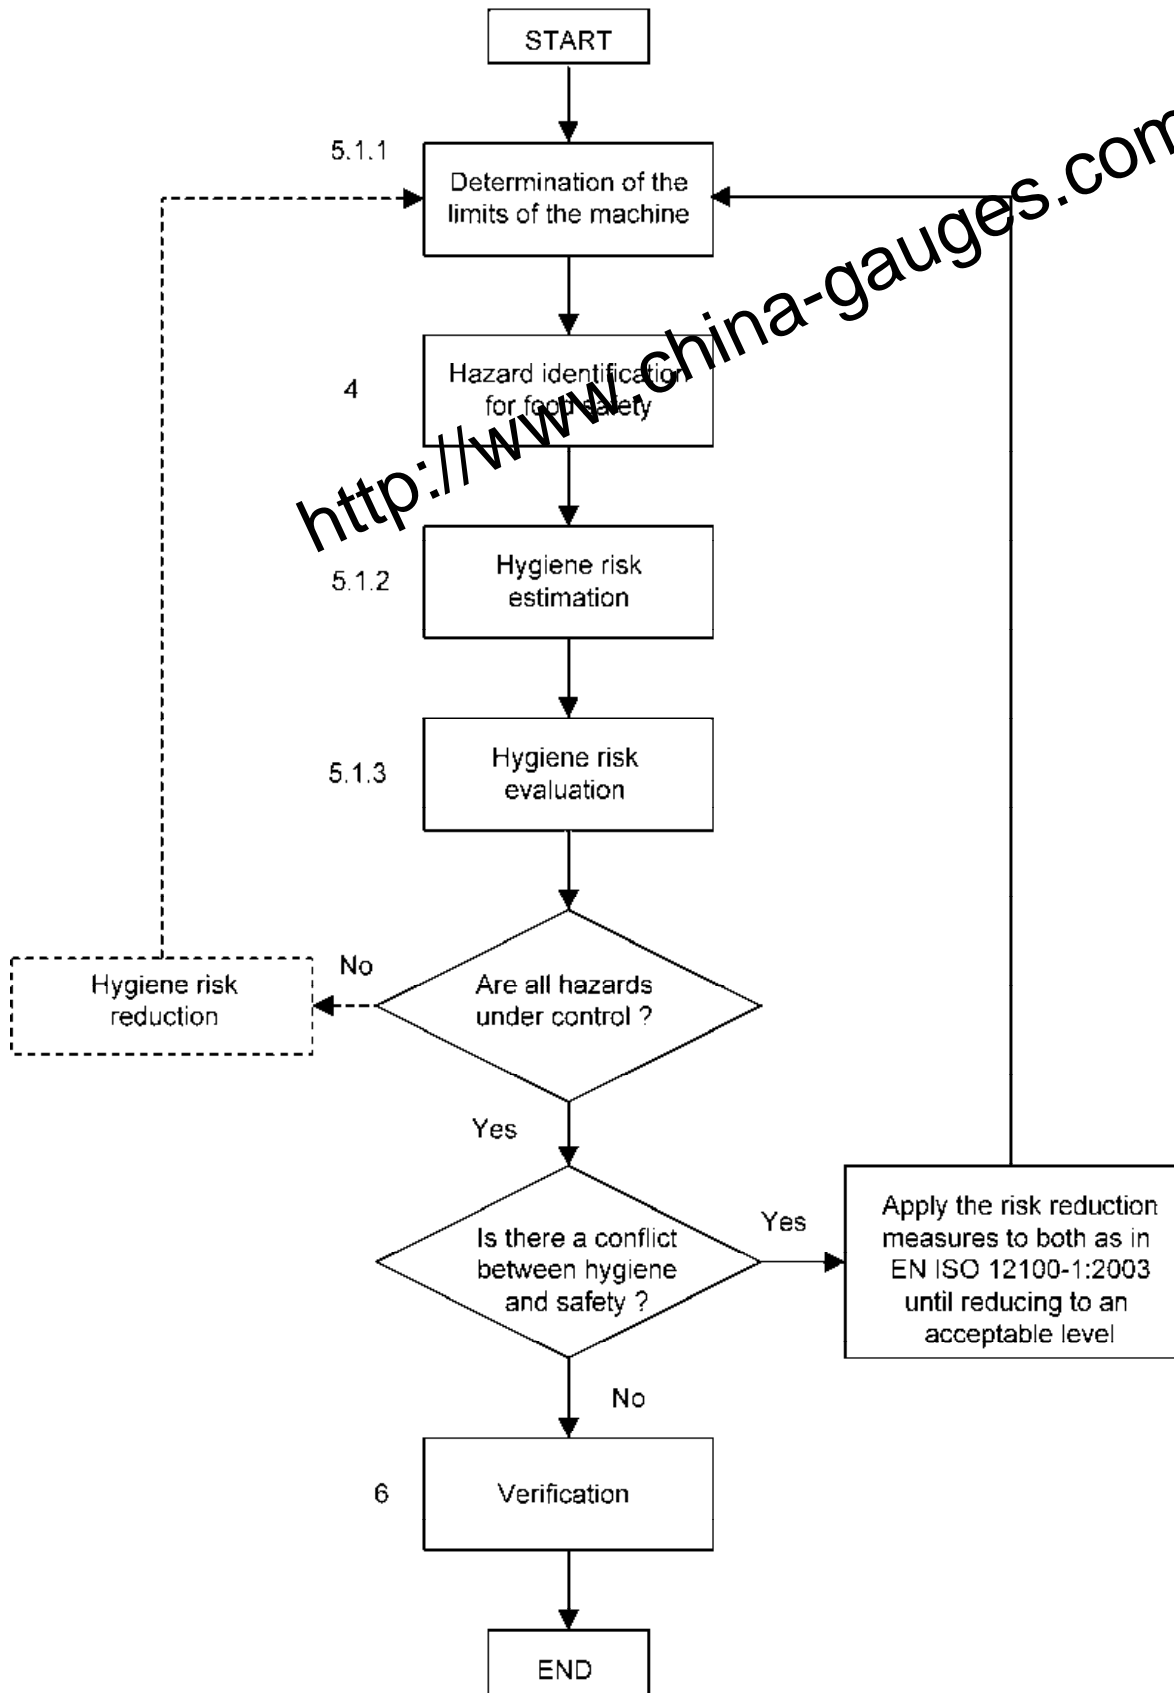 START
5.1.1
Determination of the
limits of the machine
4
Hazard identification
for food safety
http://www.china-gauges.com
5.1.2
Hygiene risk
estimation
5.1.3
Hygiene risk
evaluation
No
Hygiene risk
reduction
Are all hazards
under control ?
Yes
Is there a conflict
between hygiene
and safety ?
Yes
Apply the risk reduction
measures to both as in
EN ISO 12100-1:2003
until reducing to an
acceptable level
No
6
Verification
END